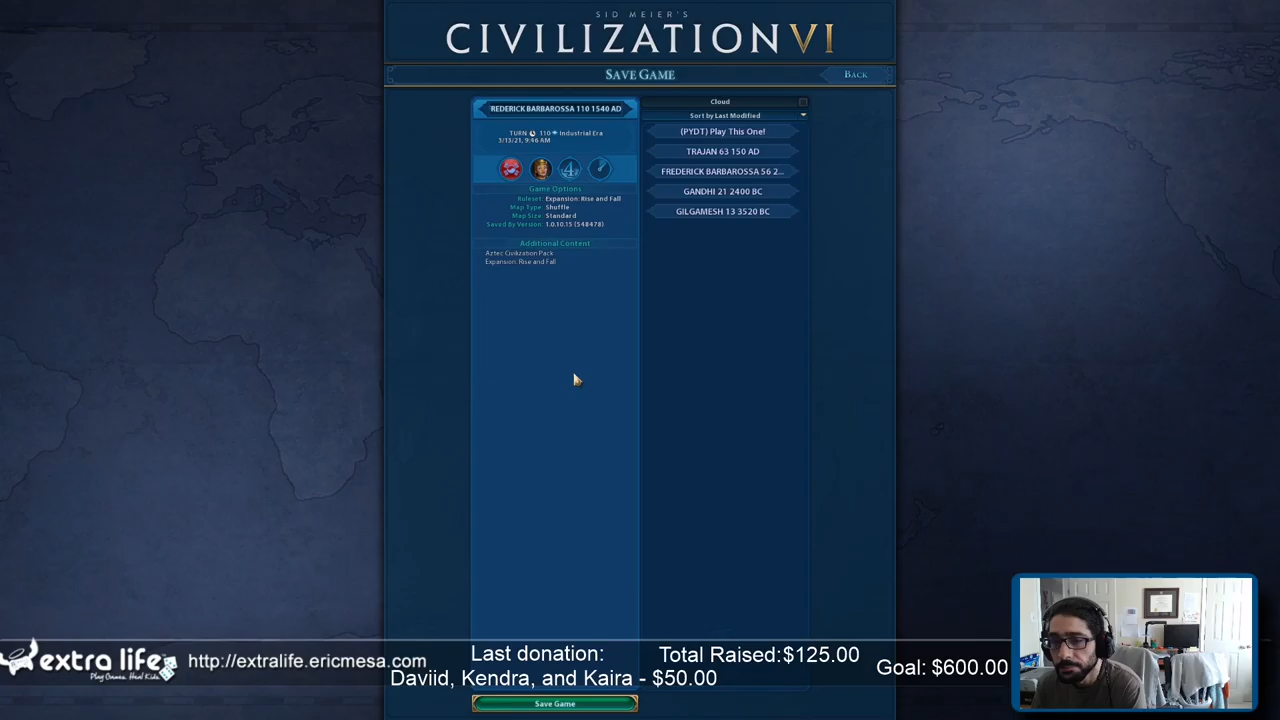 SID MEIER'S
CIVILIZATION VI
SAVE GAME
BACK
REDERICK BARBAROSSA 110 1540 AD
TURN 110 Industrial Era
3/13/21, 9:46 AM
4
Game Options
Ruleset: Expansion: Rise and Fall
Map Type: Shuffle
Map Size: Standard
Saved By Version: 1.0.10.15 (548478)
Additional Content
Aztec Civilization Pack
Expansion: Rise and Fall
Save Game
Cloud
Sort by Last Modified
(PYDT) Play This One!
TRAJAN 63 150 AD
FREDERICK BARBAROSSA 56 2...
GANDHI 21 2400 BC
GILGAMESH 13 3520 BC
extra life
Play Games. Heal Kids.
http://extralife.ericmesa.com
Last donation:
Daviid, Kendra, and Kaira - $50.00
Total Raised:$125.00
Goal: $600.00